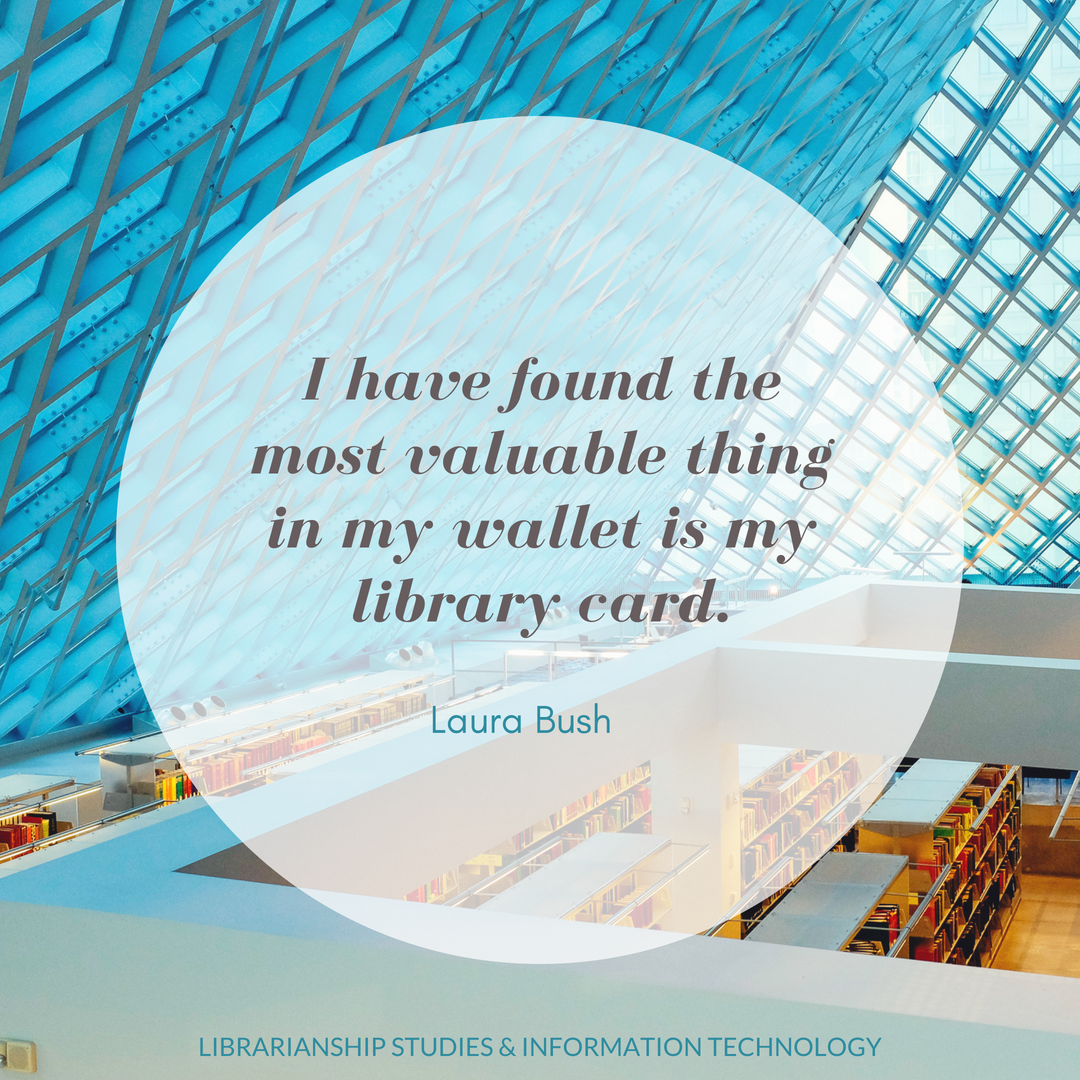 I have found the
most valuable thing
in my wallet is my
library card.
Laura Bush
LIBRARIANSHIP STUDIES & INFORMATION TECHNOLOGY